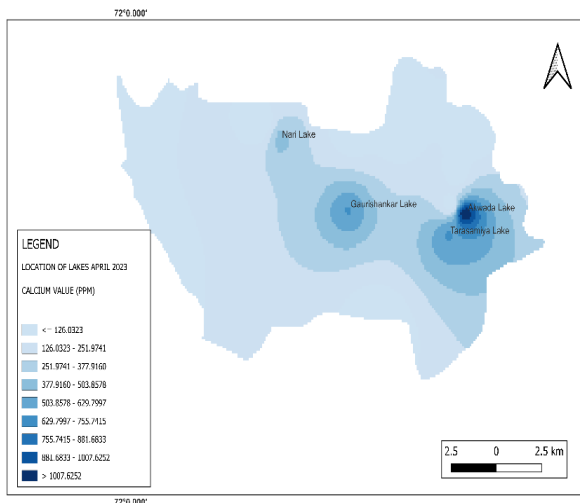 72°0.000'
Nari Lake
Gaurishankar Lake
Akwada Lake
Tarasamiya Lake
LEGEND
LOCATION OF LAKES APRIL 2023
CALCIUM VALUE (PPM)
<= 126.0323
126.0323 - 251.9741
251.9741 - 377.9160
377.9160 - 503.8578
503.8578 - 629.7997
629.7997 - 755.7415
755.7415 - 881.6833
881.6833 - 1007.6252
> 1007.6252
2.5 0 2.5 km
72°0.000'